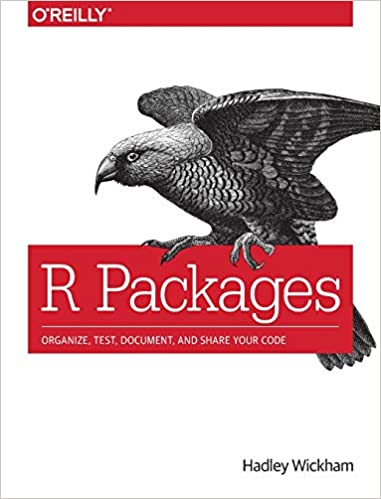 O'REILLY®
R Packages
ORGANIZE, TEST, DOCUMENT, AND SHARE YOUR CODE
Hadley Wickham